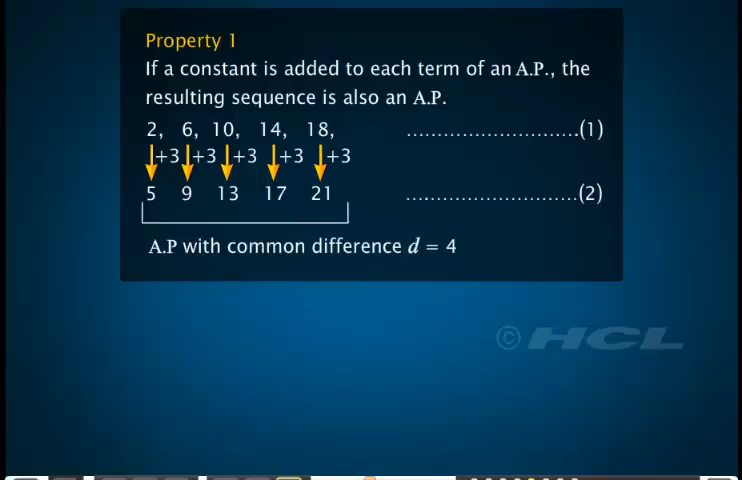 Property 1
If a constant is added to each term of an A.P., the
resulting sequence is also an A.P.
2, 6, 10, 14, 18, ............................(1)
+3 +3 +3 +3 +3
5 9 13 17 21 ............................(2)
A.P with common difference d = 4
© HCL